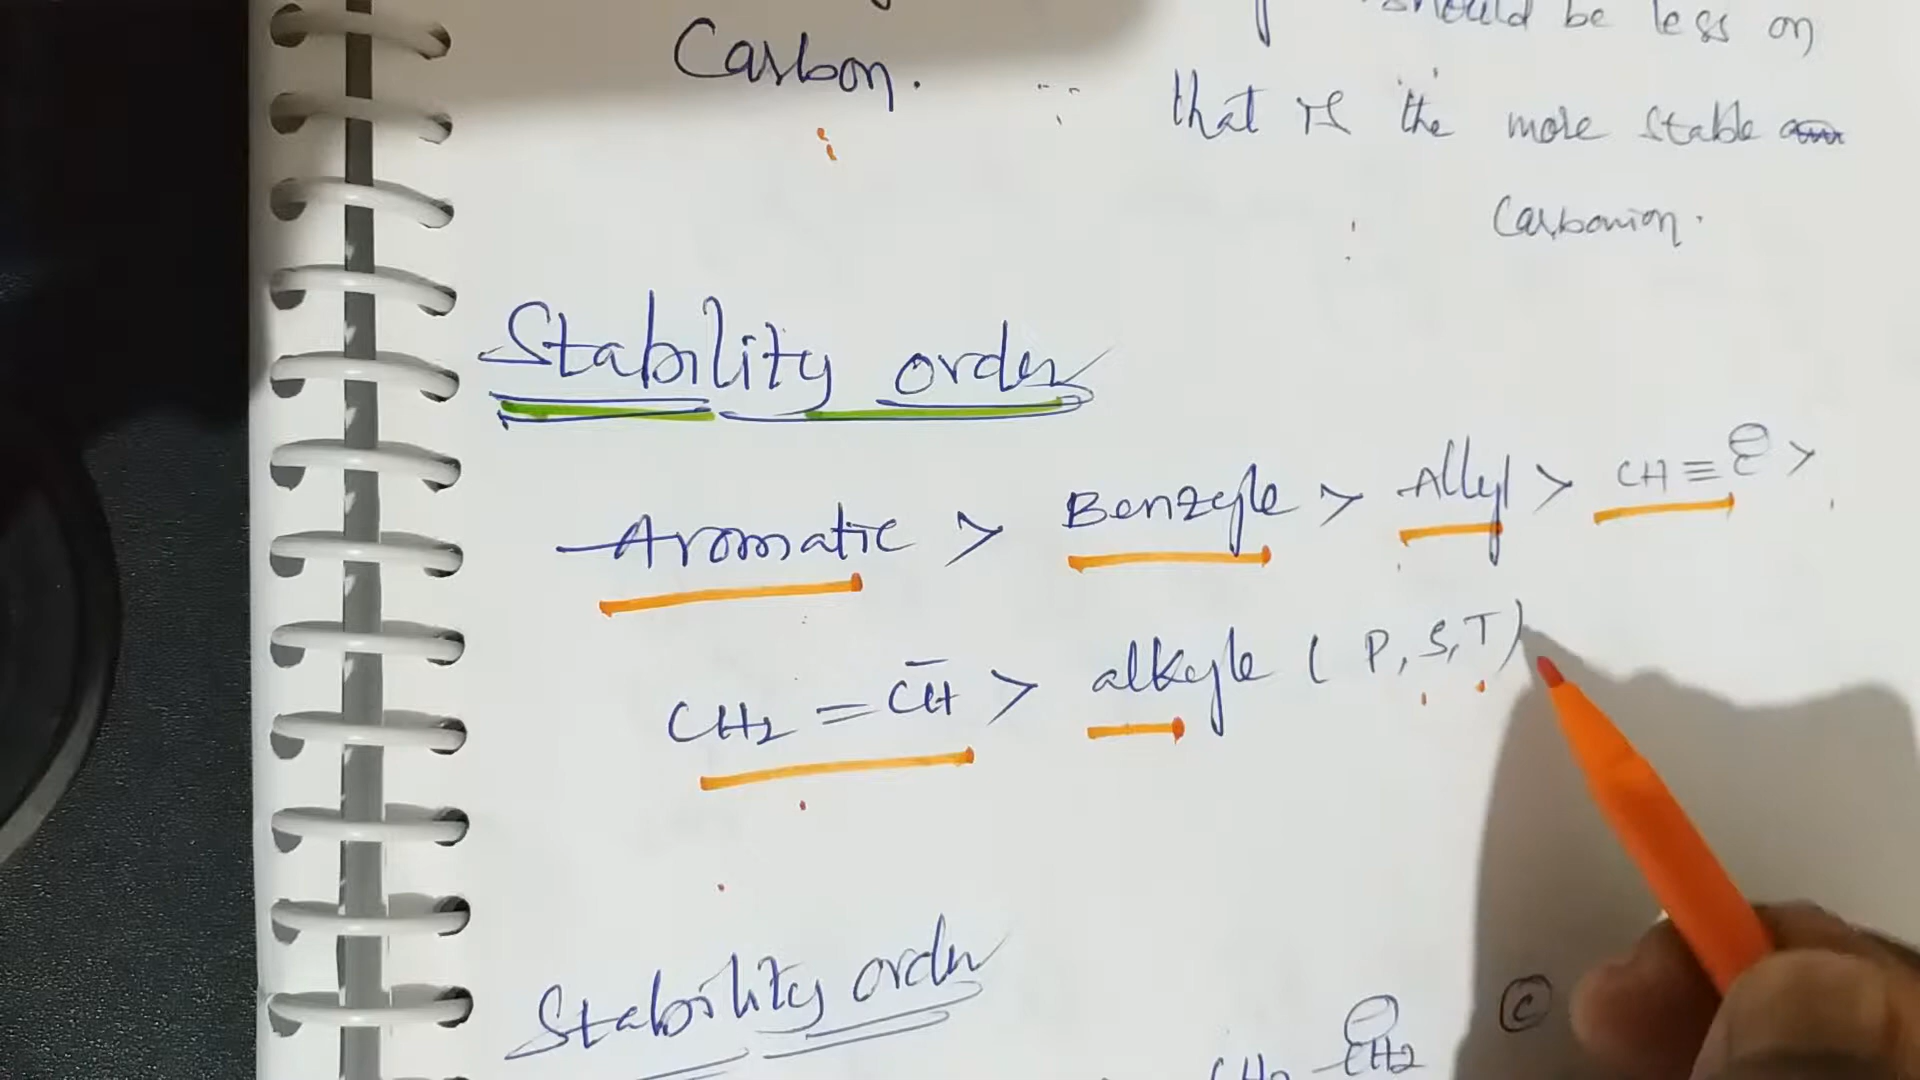 should be less on
Carbon.
that is the more stable
Carbanion.
Stability order
Aromatic > Benzyle > Allyl > CH ≡ C⊖ >
CH2 = C̅H > alkyle ( P, S, T)
Stability order
CH2
C